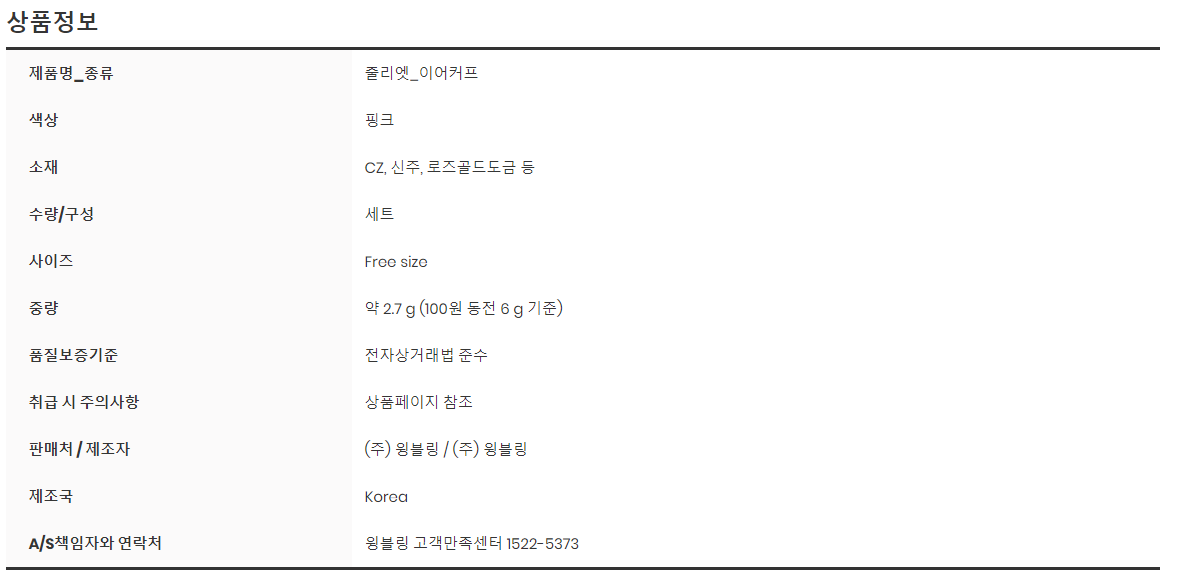 상품정보
제품명_종류 줄리엣_이어커프
색상 핑크
소재 CZ, 신주, 로즈골드도금 등
수량/구성 세트
사이즈 Free size
중량 약 2.7 g (100원 동전 6 g 기준)
품질보증기준 전자상거래법 준수
취급 시 주의사항 상품페이지 참조
판매처 / 제조자 (주) 윙블링 / (주) 윙블링
제조국 Korea
A/S책임자와 연락처 윙블링 고객만족센터 1522-5373